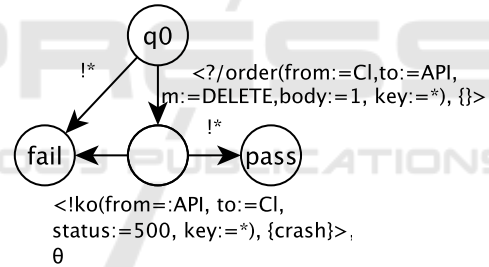 q0
!*
<?/order(from:=Cl,to:=API,
m:=DELETE,body:=1, key:=*), {}>
!*
fail
pass
<!ko(from=:API, to:=Cl,
status:=500, key:=*), {crash}>,
θ